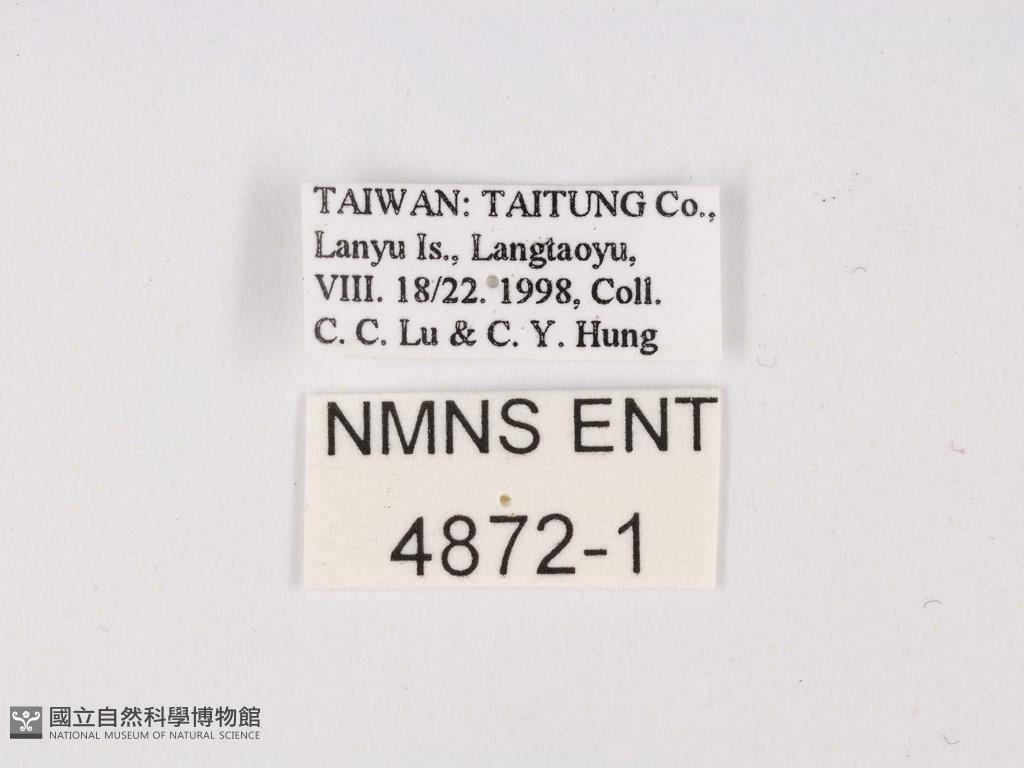 TAIWAN: TAITUNG Co.,
Lanyu Is., Langtaoyu,
VIII. 18/22. 1998, Coll.
C. C. Lu & C. Y. Hung
NMNS ENT
4872-1
國立自然科學博物館
NATIONAL MUSEUM OF NATURAL SCIENCE